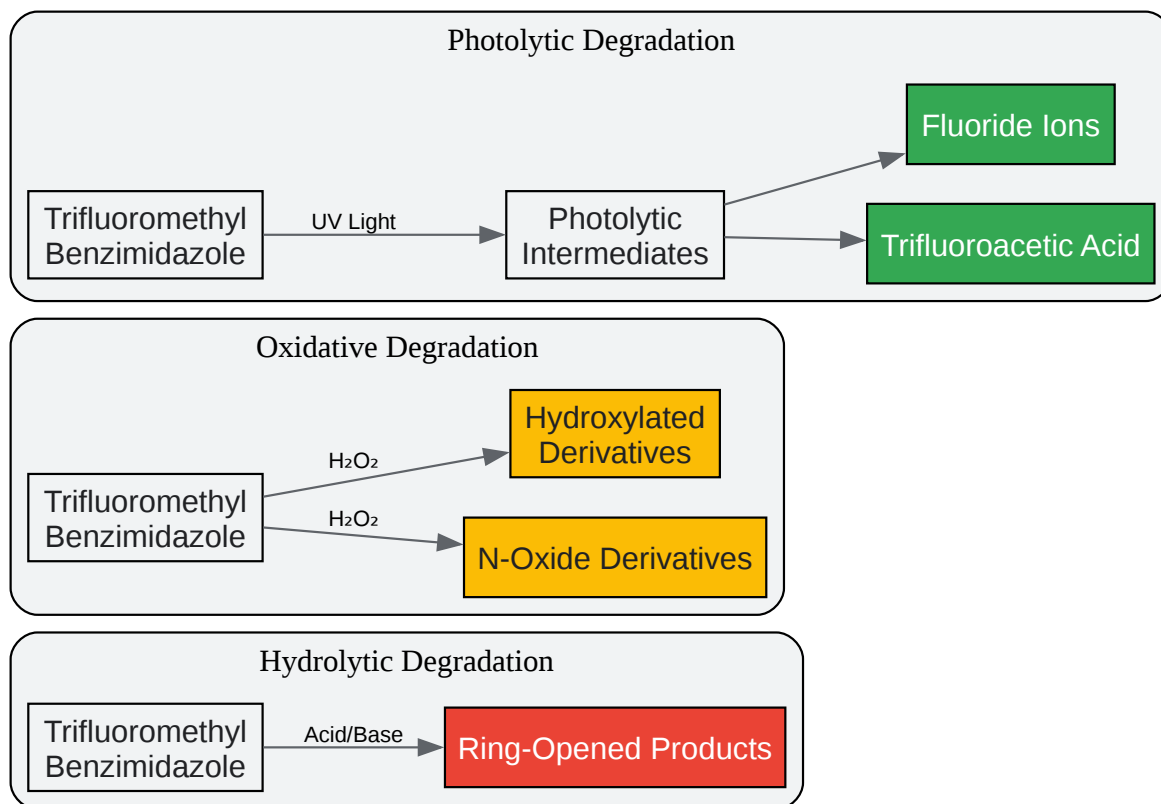 Photolytic Degradation
Fluoride Ions
Trifluoromethyl
Benzimidazole
UV Light
Photolytic
Intermediates
Trifluoroacetic Acid
Oxidative Degradation
Hydroxylated
Derivatives
H₂O₂
Trifluoromethyl
Benzimidazole
H₂O₂
N-Oxide Derivatives
Hydrolytic Degradation
Trifluoromethyl
Benzimidazole
Acid/Base
Ring-Opened Products